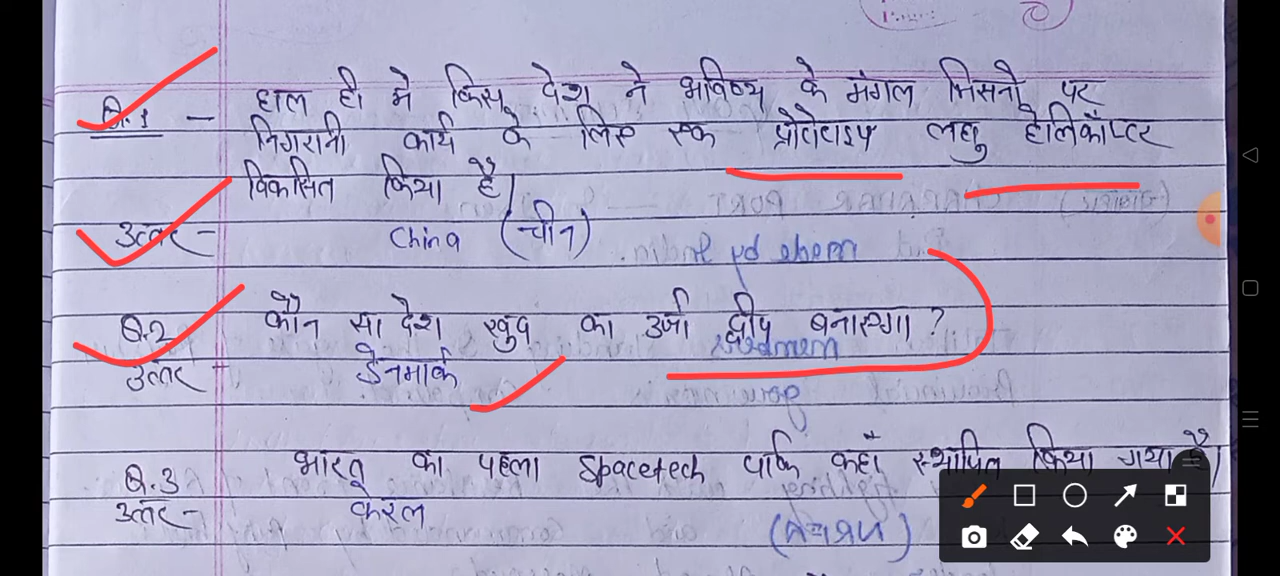 प्रि.1 — हाल ही मे किस देश ने भविष्य के मंगल मिसनो पर
निगरानी कार्य के लिए एक प्रोटोटाइप लघु हेलिकॉप्टर
विकसित किया है।
उत्तर - China (चीन)
Q.2 कौन सा देश खुद का उर्जा द्वीप बनाएगा ?
उत्तर - डेनमार्क
Q.3 भारत का पहला Spacetech पार्क कहाँ स्थापित किया गया है।
उत्तर - केरल